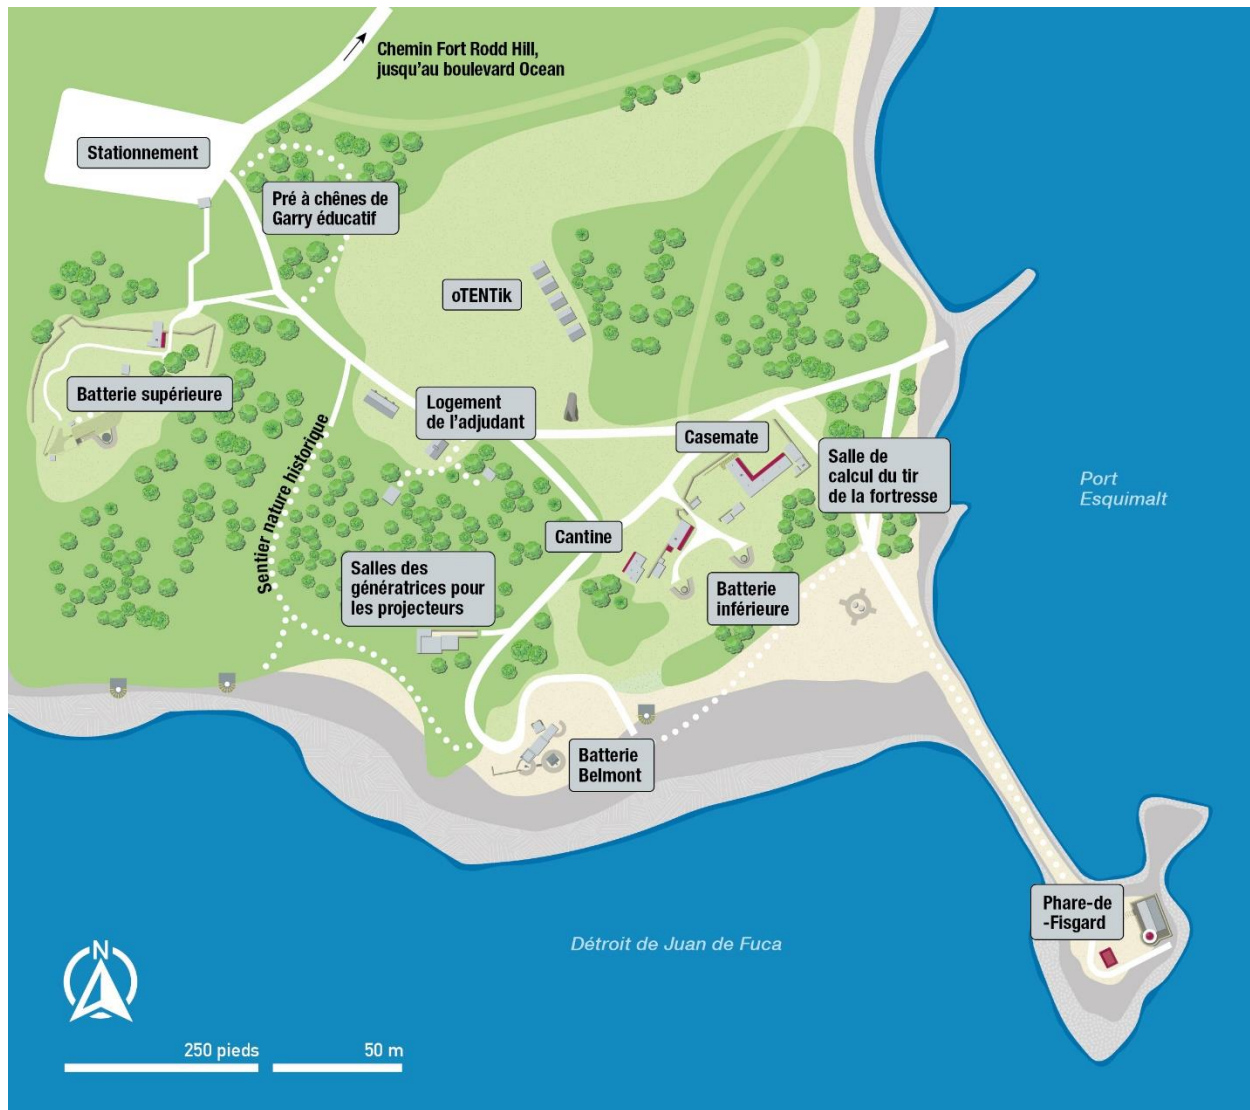 Chemin Fort Rodd Hill,
jusqu'au boulevard Ocean
Stationnement
Pré à chênes de
Garry éducatif
oTENTik
Batterie supérieure
Logement
de l'adjudant
Casemate
Salle de
calcul du tir
de la fortresse
Port
Esquimalt
Sentier nature historique
Cantine
Salles des
génératrices pour
les projecteurs
Batterie
inférieure
Batterie
Belmont
Phare-de
-Fisgard
Détroit de Juan de Fuca
N
250 pieds
50 m